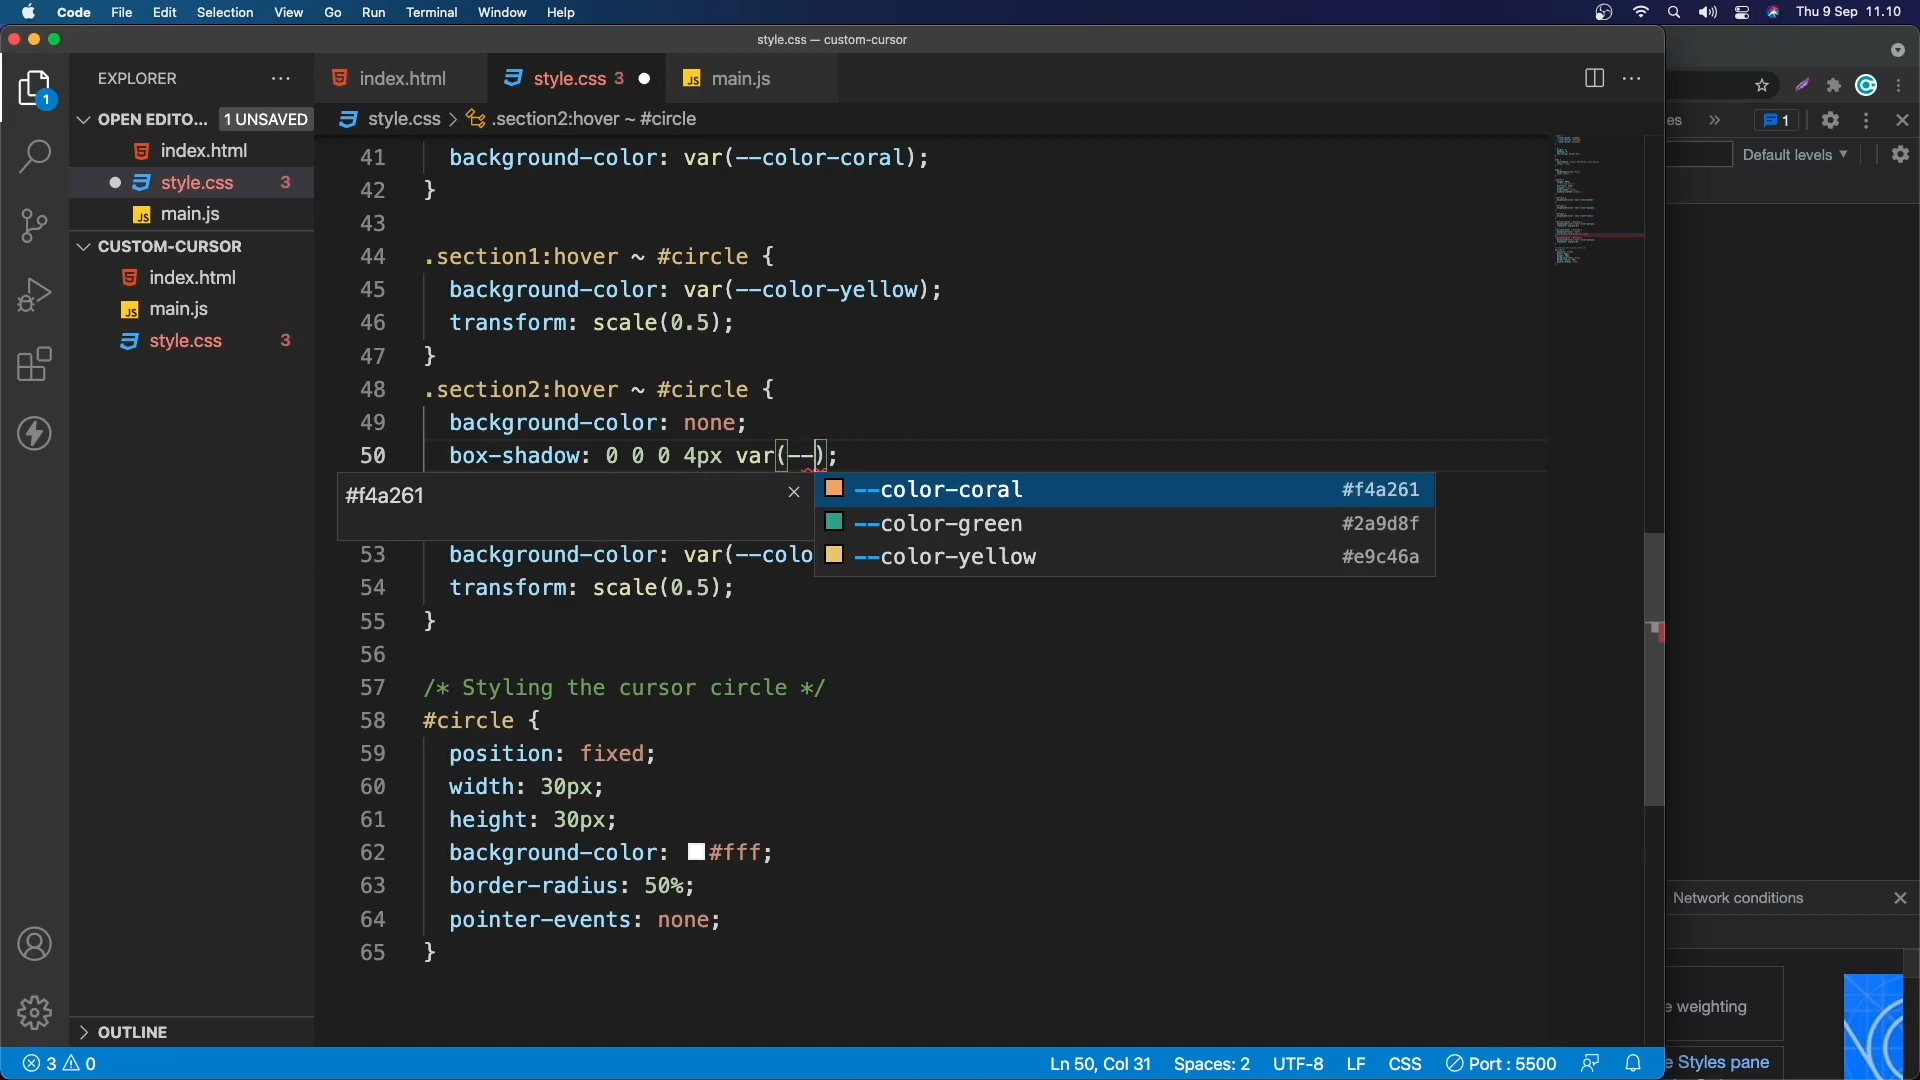 Code File Edit Selection View Go Run Terminal Window Help Thu 9 Sep 11.10
style.css — custom-cursor
EXPLORER
index.html style.css 3 main.js
OPEN EDITO... 1 UNSAVED
index.html
style.css 3
main.js
CUSTOM-CURSOR
index.html
main.js
style.css 3
OUTLINE
style.css > .section2:hover ~ #circle
41 background-color: var(--color-coral);
42 }
43
44 .section1:hover ~ #circle {
45 background-color: var(--color-yellow);
46 transform: scale(0.5);
47 }
48 .section2:hover ~ #circle {
49 background-color: none;
50 box-shadow: 0 0 0 4px var(--);
#f4a261
--color-coral #f4a261
--color-green #2a9d8f
--color-yellow #e9c46a
53 background-color: var(--colo
54 transform: scale(0.5);
55 }
56
57 /* Styling the cursor circle */
58 #circle {
59 position: fixed;
60 width: 30px;
61 height: 30px;
62 background-color: #fff;
63 border-radius: 50%;
64 pointer-events: none;
65 }
es » 1
Default levels
Network conditions
e weighting
e Styles pane
1
3 0 Ln 50, Col 31 Spaces: 2 UTF-8 LF CSS Port : 5500